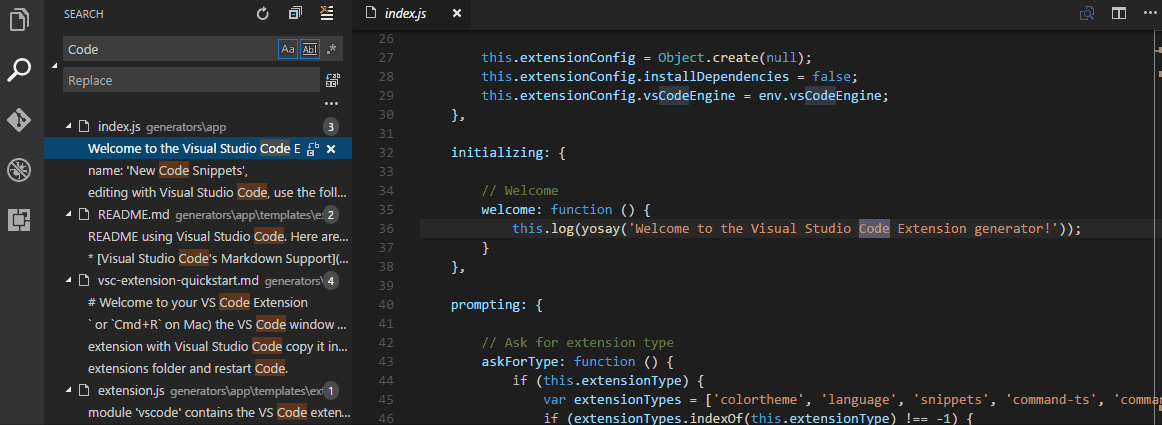 SEARCH
Code
Aa
Abl
.*
Replace
index.js generators\app 3
Welcome to the Visual Studio Code E
name: 'New Code Snippets',
editing with Visual Studio Code, use the foll...
README.md generators\app\templates\e 2
README using Visual Studio Code. Here are...
* [Visual Studio Code's Markdown Support](...
vsc-extension-quickstart.md generators\ 4
# Welcome to your VS Code Extension
` or `Cmd+R` on Mac) the VS Code window ...
extension with Visual Studio Code copy it in...
extensions folder and restart Code.
extension.js generators\app\templates\ex 1
module 'vscode' contains the VS Code exten...
index.js
26
27 this.extensionConfig = Object.create(null);
28 this.extensionConfig.installDependencies = false;
29 this.extensionConfig.vsCodeEngine = env.vsCodeEngine;
30 },
31
32 initializing: {
33
34 // Welcome
35 welcome: function () {
36 this.log(yosay('Welcome to the Visual Studio Code Extension generator!'));
37 }
38 },
39
40 prompting: {
41
42 // Ask for extension type
43 askForType: function () {
44 if (this.extensionType) {
45 var extensionTypes = ['colortheme', 'language', 'snippets', 'command-ts', 'comma
46 if (extensionTypes.indexOf(this.extensionType) !== -1) {